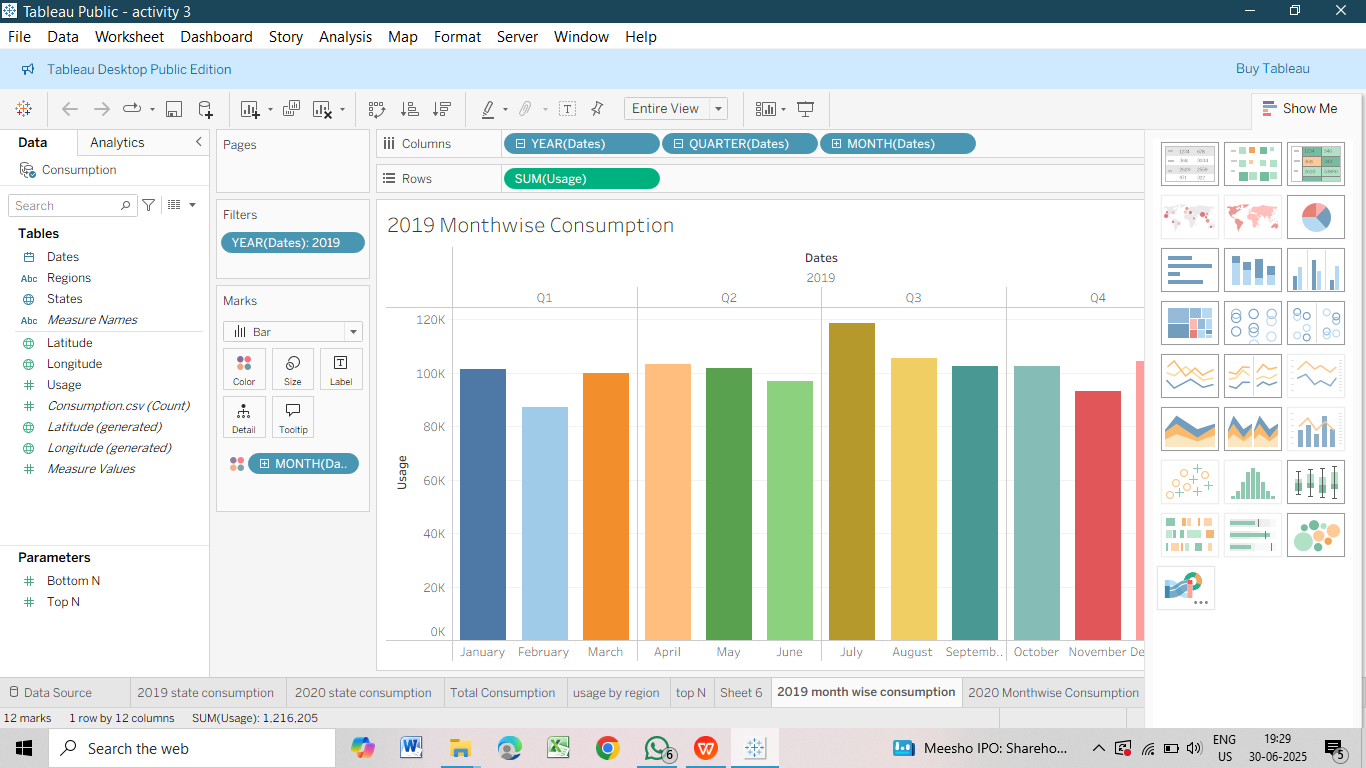 Tableau Public - activity 3
File Data Worksheet Dashboard Story Analysis Map Format Server Window Help
Tableau Desktop Public Edition
Buy Tableau
Entire View
Show Me
Data
Analytics
Consumption
Search
Tables
Dates
Abc Regions
States
Abc Measure Names
Latitude
Longitude
Usage
Consumption.csv (Count)
Latitude (generated)
Longitude (generated)
Measure Values
Parameters
Bottom N
Top N
Pages
Filters
YEAR(Dates): 2019
Marks
Bar
Color Size Label
Detail Tooltip
MONTH(Da..
Columns YEAR(Dates) QUARTER(Dates) MONTH(Dates)
Rows SUM(Usage)
2019 Monthwise Consumption
Dates
2019
Q1 Q2 Q3 Q4
120K
100K
80K
60K
40K
20K
0K
Usage
January February March April May June July August Septemb.. October November De
Data Source 2019 state consumption 2020 state consumption Total Consumption usage by region top N Sheet 6 2019 month wise consumption 2020 Monthwise Consumption
12 marks 1 row by 12 columns SUM(Usage): 1,216,205
Search the web
6
Meesho IPO: Shareho...
ENG
US
19:29
30-06-2025
5